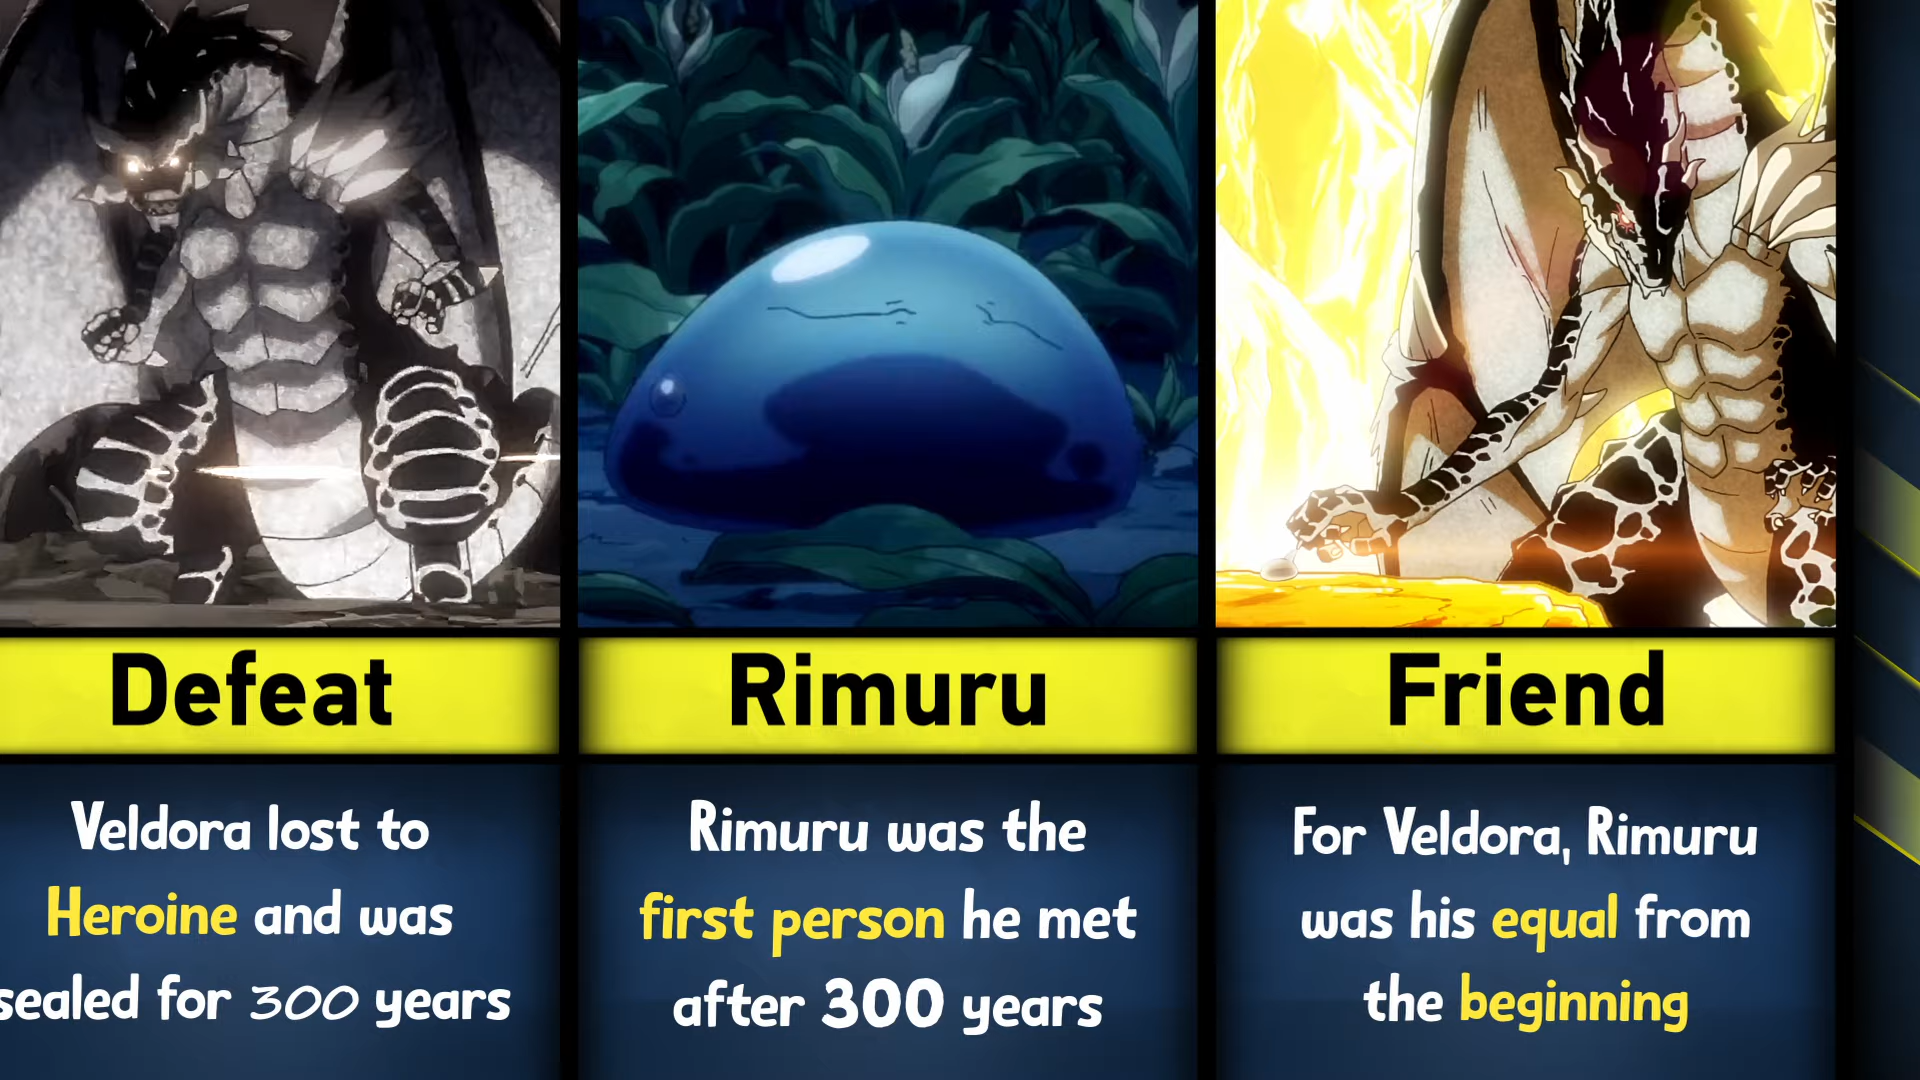 Defeat
Veldora lost to
Heroine and was
sealed for 300 years
Rimuru
Rimuru was the
first person he met
after 300 years
Friend
For Veldora, Rimuru
was his equal from
the beginning